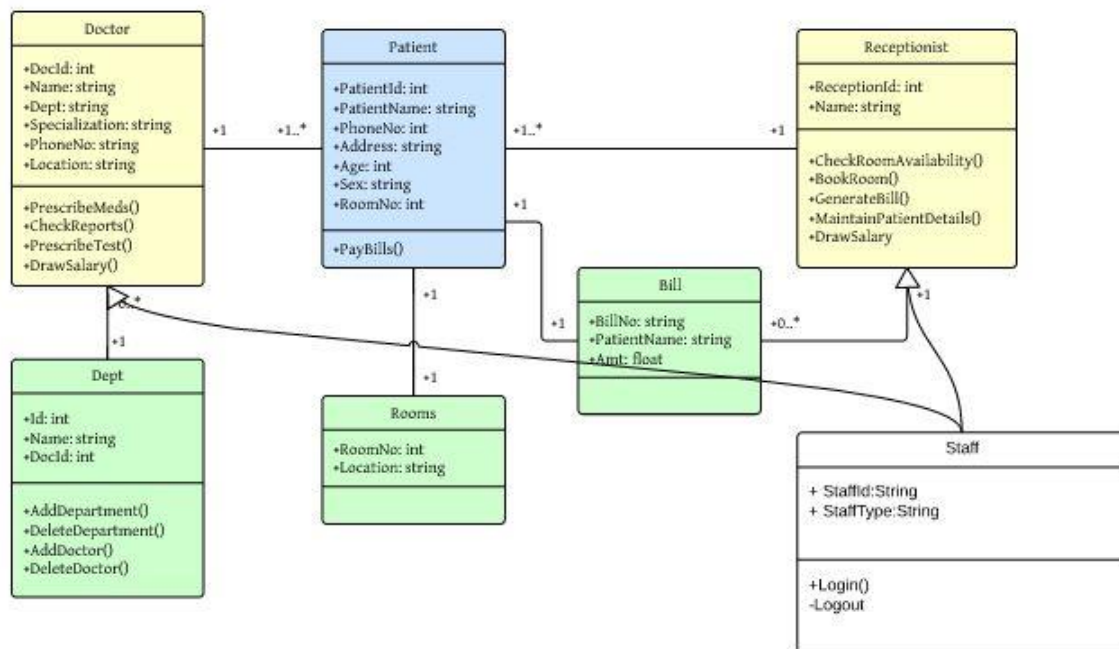 Doctor
+DocId: int
+Name: string
+Dept: string
+Specialization: string
+PhoneNo: string
+Location: string
+PrescribeMeds()
+CheckReports()
+PrescribeTest()
+DrawSalary()
+1
+1..*
Patient
+PatientId: int
+PatientName: string
+PhoneNo: int
+Address: string
+Age: int
+Sex: string
+RoomNo: int
+PayBills()
+1..*
+1
Receptionist
+ReceptionId: int
+Name: string
+CheckRoomAvailability()
+BookRoom()
+GenerateBill()
+MaintainPatientDetails()
+DrawSalary
+1
+1
Bill
+BillNo: string
+PatientName: string
+Amt: float
+0..*
+1
0..*
+1
Dept
+Id: int
+Name: string
+DocId: int
+AddDepartment()
+DeleteDepartment()
+AddDoctor()
+DeleteDoctor()
+1
+1
Rooms
+RoomNo: int
+Location: string
Staff
+ StaffId:String
+ StaffType:String
+Login()
-Logout